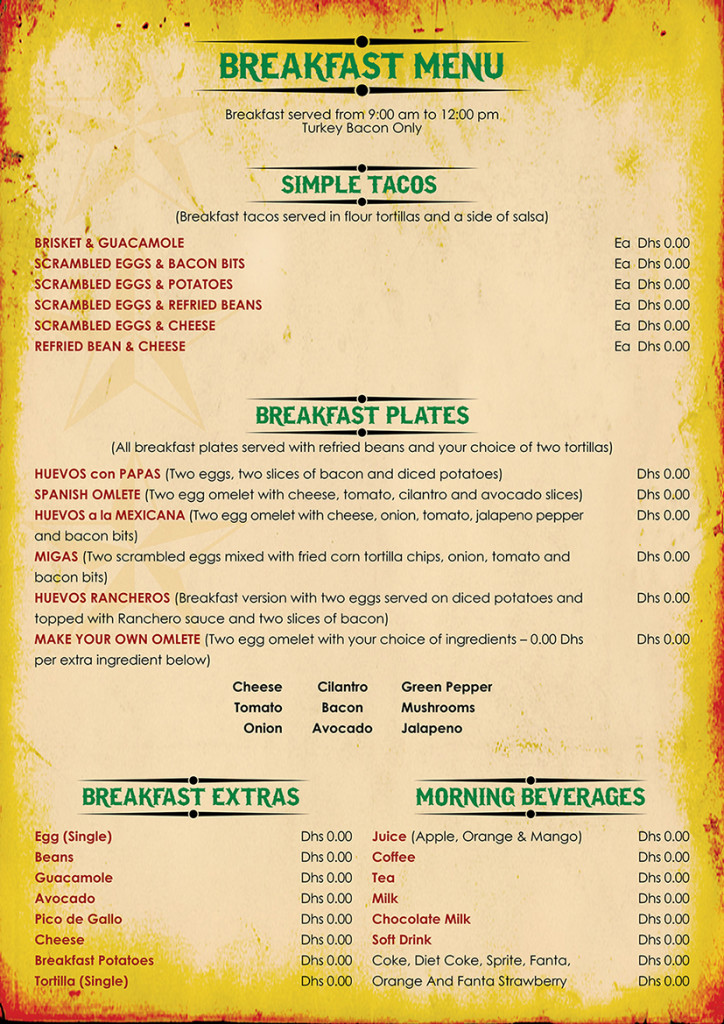 BREAKFAST MENU
Breakfast served from 9:00 am to 12:00 pm
Turkey Bacon Only
SIMPLE TACOS
(Breakfast tacos served in flour tortillas and a side of salsa)
BRISKET & GUACAMOLE Ea Dhs 0.00
SCRAMBLED EGGS & BACON BITS Ea Dhs 0.00
SCRAMBLED EGGS & POTATOES Ea Dhs 0.00
SCRAMBLED EGGS & REFRIED BEANS Ea Dhs 0.00
SCRAMBLED EGGS & CHEESE Ea Dhs 0.00
REFRIED BEAN & CHEESE Ea Dhs 0.00
BREAKFAST PLATES
(All breakfast plates served with refried beans and your choice of two tortillas)
HUEVOS con PAPAS (Two eggs, two slices of bacon and diced potatoes) Dhs 0.00
SPANISH OMLETE (Two egg omelet with cheese, tomato, cilantro and avocado slices) Dhs 0.00
HUEVOS a la MEXICANA (Two egg omelet with cheese, onion, tomato, jalapeno pepper Dhs 0.00
and bacon bits)
MIGAS (Two scrambled eggs mixed with fried corn tortilla chips, onion, tomato and Dhs 0.00
bacon bits)
HUEVOS RANCHEROS (Breakfast version with two eggs served on diced potatoes and Dhs 0.00
topped with Ranchero sauce and two slices of bacon)
MAKE YOUR OWN OMLETE (Two egg omelet with your choice of ingredients – 0.00 Dhs Dhs 0.00
per extra ingredient below)
Cheese Cilantro Green Pepper
Tomato Bacon Mushrooms
Onion Avocado Jalapeno
BREAKFAST EXTRAS
Egg (Single) Dhs 0.00
Beans Dhs 0.00
Guacamole Dhs 0.00
Avocado Dhs 0.00
Pico de Gallo Dhs 0.00
Cheese Dhs 0.00
Breakfast Potatoes Dhs 0.00
Tortilla (Single) Dhs 0.00
MORNING BEVERAGES
Juice (Apple, Orange & Mango) Dhs 0.00
Coffee Dhs 0.00
Tea Dhs 0.00
Milk Dhs 0.00
Chocolate Milk Dhs 0.00
Soft Drink Dhs 0.00
Coke, Diet Coke, Sprite, Fanta, Dhs 0.00
Orange And Fanta Strawberry Dhs 0.00